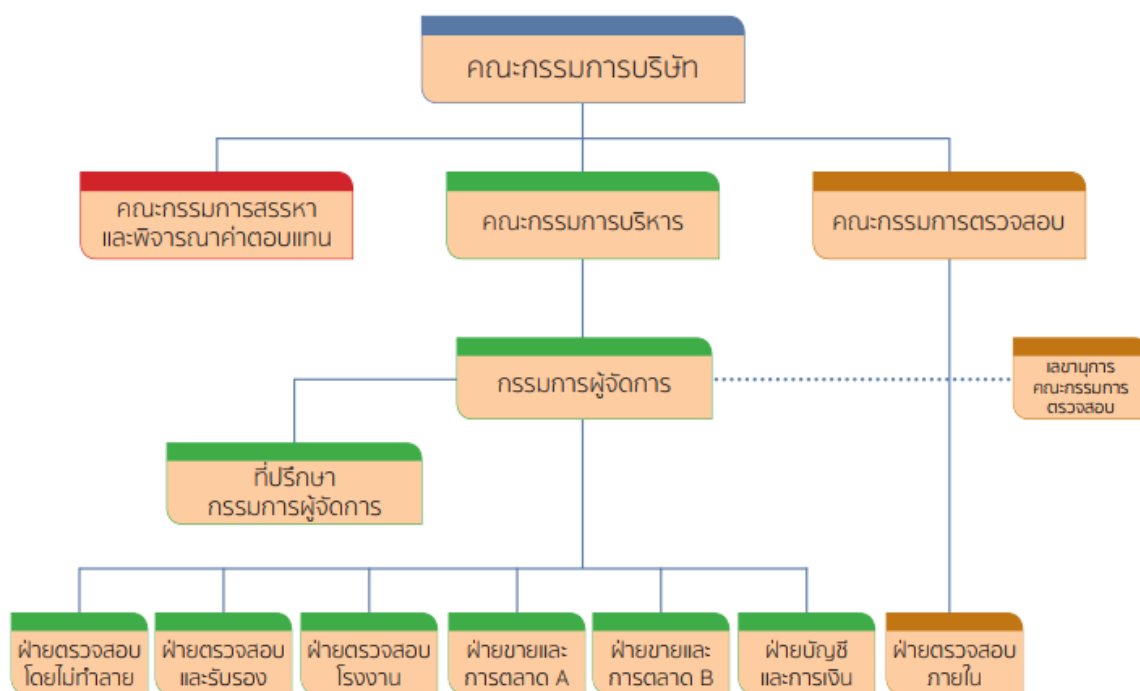 คณะกรรมการบริษัท
คณะกรรมการสรรหา
และพิจารณาค่าตอบแทน
คณะกรรมการบริหาร
คณะกรรมการตรวจสอบ
กรรมการผู้จัดการ
เลขานุการ
คณะกรรมการ
ตรวจสอบ
ที่ปรึกษา
กรรมการผู้จัดการ
ฝ่ายตรวจสอบ
โดยไม่ทำลาย
ฝ่ายตรวจสอบ
และรับรอง
ฝ่ายตรวจสอบ
โรงงาน
ฝ่ายขายและ
การตลาด A
ฝ่ายขายและ
การตลาด B
ฝ่ายบัญชี
และการเงิน
ฝ่ายตรวจสอบ
ภายใน